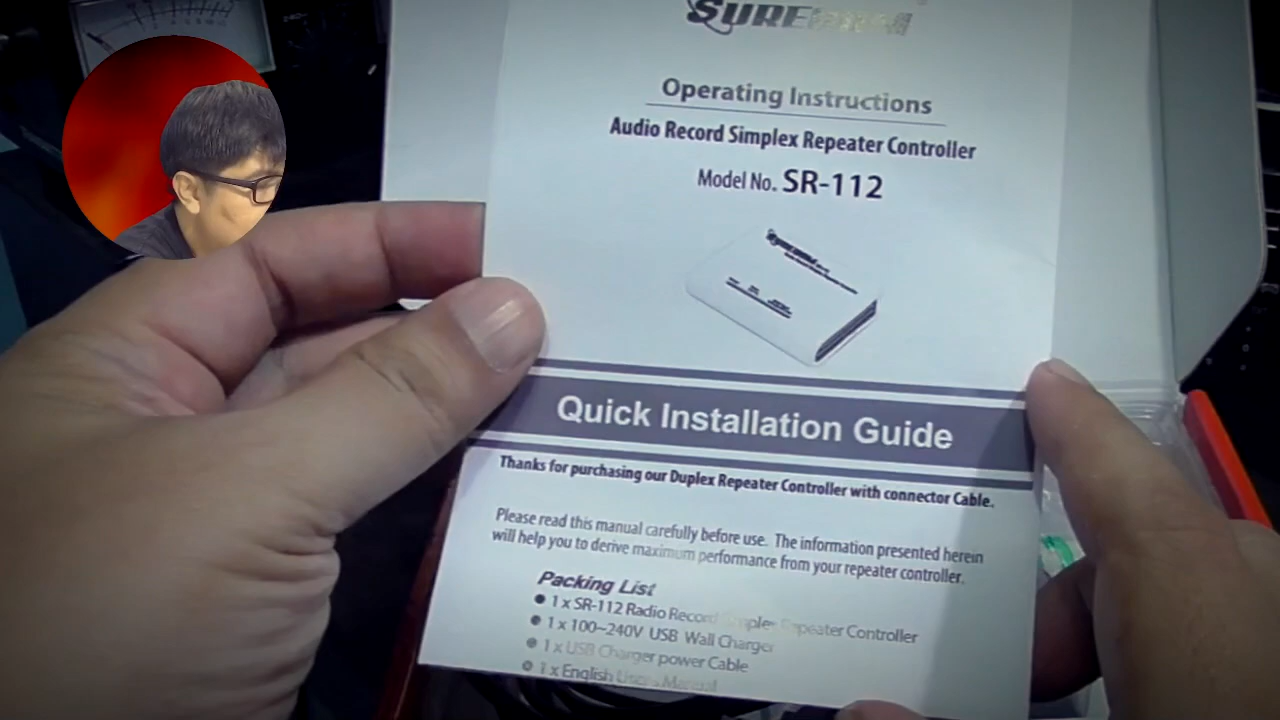 Operating Instructions
Audio Record Simplex Repeater Controller
Model No. SR-112
Quick Installation Guide
Thanks for purchasing our Duplex Repeater Controller with connector Cable.
Please read this manual carefully before use. The information presented herein
will help you to derive maximum performance from your repeater controller.
Packing List
● 1 x SR-112 Radio Record Simplex Repeater Controller
● 1 x 100~240V USB Wall Charger
● 1 x USB Charger power Cable
● 1 x English User's Manual